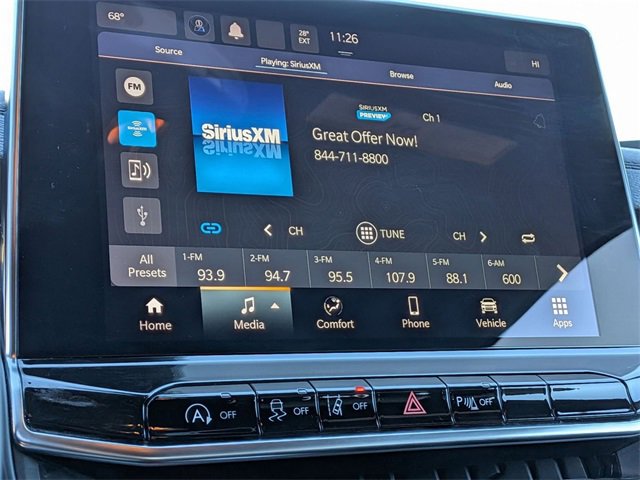 68°
28°
EXT
11:26
HI
Source
Playing: SiriusXM
Browse
Audio
FM
SIRIUSXM
SiriusXM
SIRIUSXM
PREVIEW
Ch 1
Great Offer Now!
844-711-8800
CH
TUNE
CH
All
Presets
1-FM
93.9
2-FM
94.7
3-FM
95.5
4-FM
107.9
5-FM
88.1
6-AM
600
Home
Media
Comfort
Phone
Vehicle
Apps
A OFF
OFF
OFF
P OFF